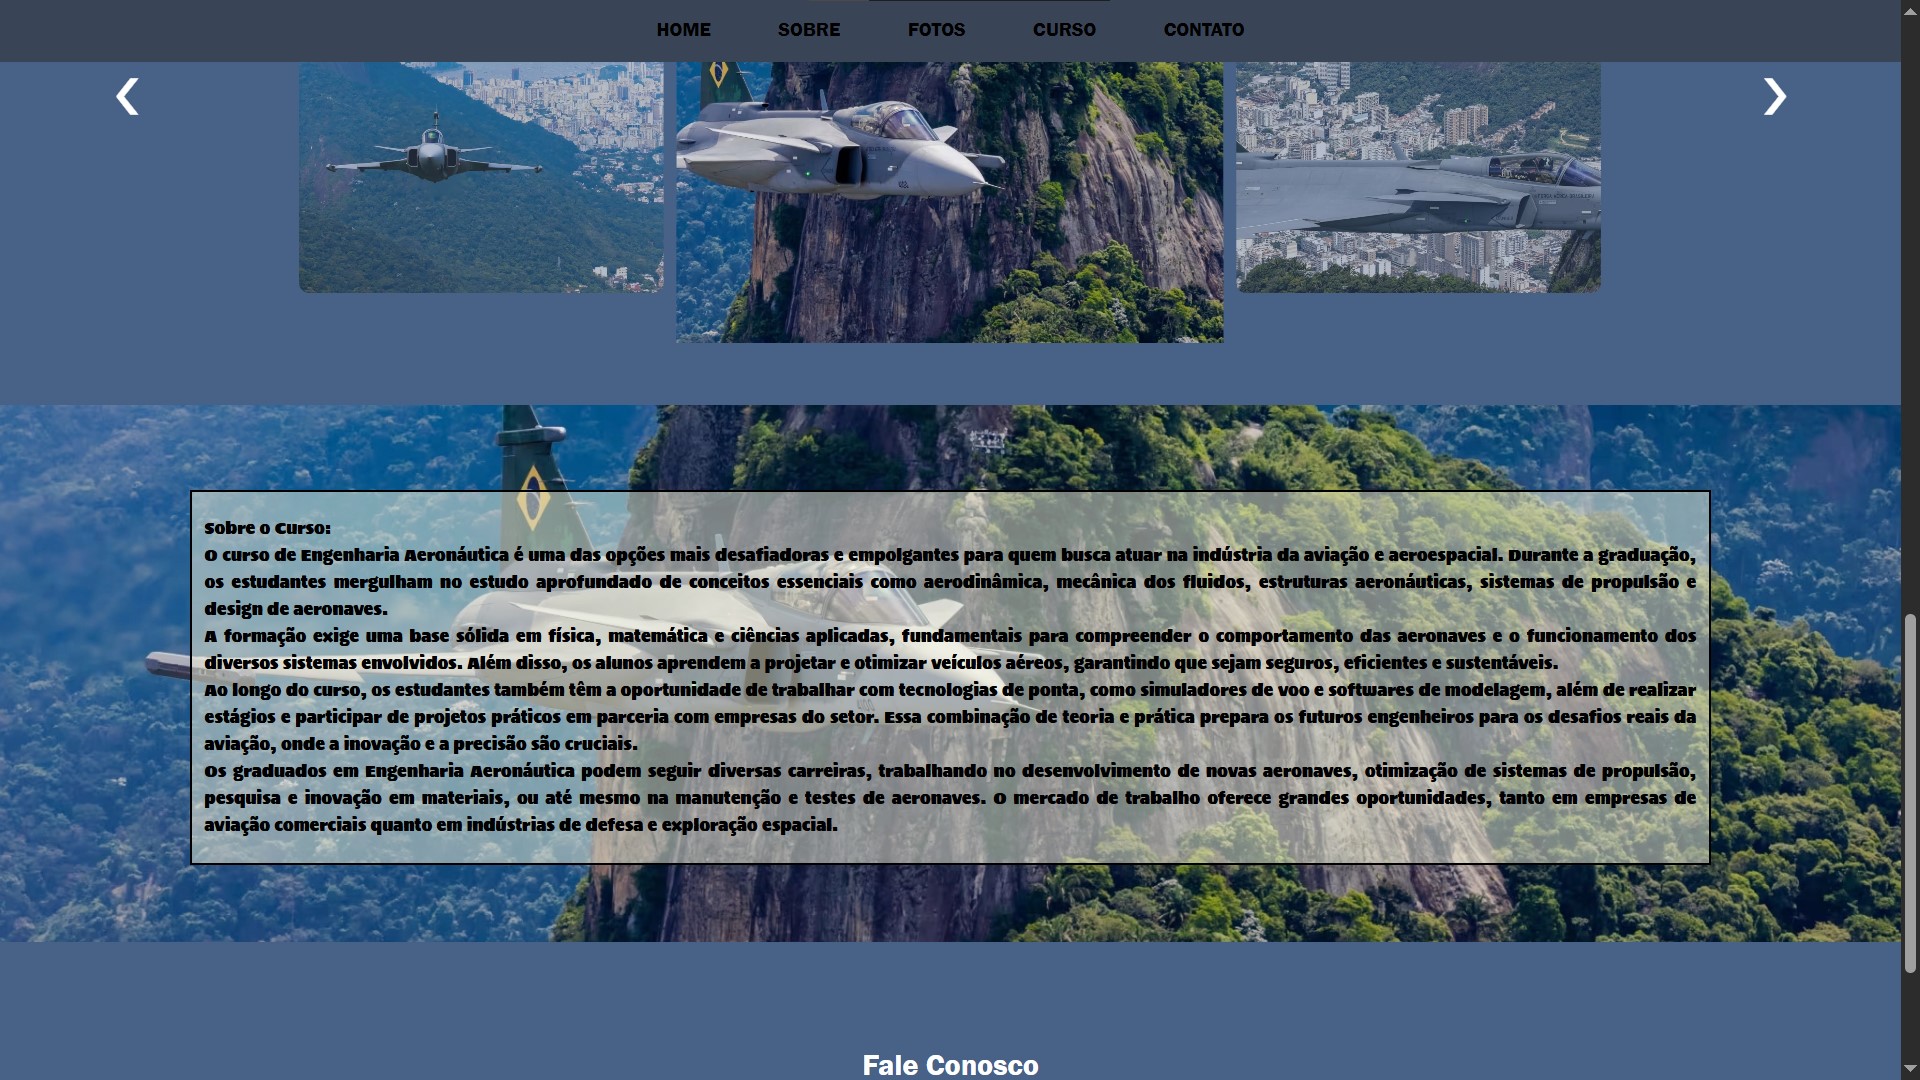 HOME SOBRE FOTOS CURSO CONTATO
Sobre o Curso:
O curso de Engenharia Aeronáutica é uma das opções mais desafiadoras e empolgantes para quem busca atuar na indústria da aviação e aeroespacial. Durante a graduação,
os estudantes mergulham no estudo aprofundado de conceitos essenciais como aerodinâmica, mecânica dos fluidos, estruturas aeronáuticas, sistemas de propulsão e
design de aeronaves.
A formação exige uma base sólida em física, matemática e ciências aplicadas, fundamentais para compreender o comportamento das aeronaves e o funcionamento dos
diversos sistemas envolvidos. Além disso, os alunos aprendem a projetar e otimizar veículos aéreos, garantindo que sejam seguros, eficientes e sustentáveis.
Ao longo do curso, os estudantes também têm a oportunidade de trabalhar com tecnologias de ponta, como simuladores de voo e softwares de modelagem, além de realizar
estágios e participar de projetos práticos em parceria com empresas do setor. Essa combinação de teoria e prática prepara os futuros engenheiros para os desafios reais da
aviação, onde a inovação e a precisão são cruciais.
Os graduados em Engenharia Aeronáutica podem seguir diversas carreiras, trabalhando no desenvolvimento de novas aeronaves, otimização de sistemas de propulsão,
pesquisa e inovação em materiais, ou até mesmo na manutenção e testes de aeronaves. O mercado de trabalho oferece grandes oportunidades, tanto em empresas de
aviação comerciais quanto em indústrias de defesa e exploração espacial.
Fale Conosco